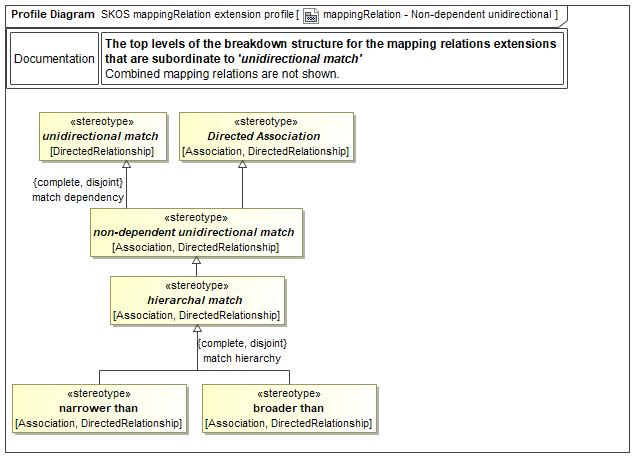 Profile Diagram SKOS mappingRelation extension profile [ mappingRelation - Non-dependent unidirectional ]
Documentation
The top levels of the breakdown structure for the mapping relations extensions
that are subordinate to 'unidirectional match'
Combined mapping relations are not shown.
«stereotype»
unidirectional match
[DirectedRelationship]
«stereotype»
Directed Association
[Association, DirectedRelationship]
{complete, disjoint}
match dependency
«stereotype»
non-dependent unidirectional match
[Association, DirectedRelationship]
«stereotype»
hierarchal match
[Association, DirectedRelationship]
{complete, disjoint}
match hierarchy
«stereotype»
narrower than
[Association, DirectedRelationship]
«stereotype»
broader than
[Association, DirectedRelationship]